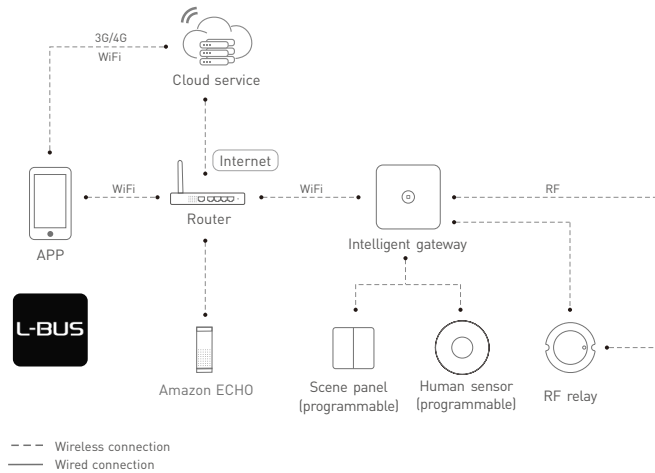 3G/4G
WiFi
Cloud service
Internet
WiFi
WiFi
RF
Router
Intelligent gateway
APP
L-BUS
Amazon ECHO
Scene panel
(programmable)
Human sensor
(programmable)
RF relay
Wireless connection
Wired connection